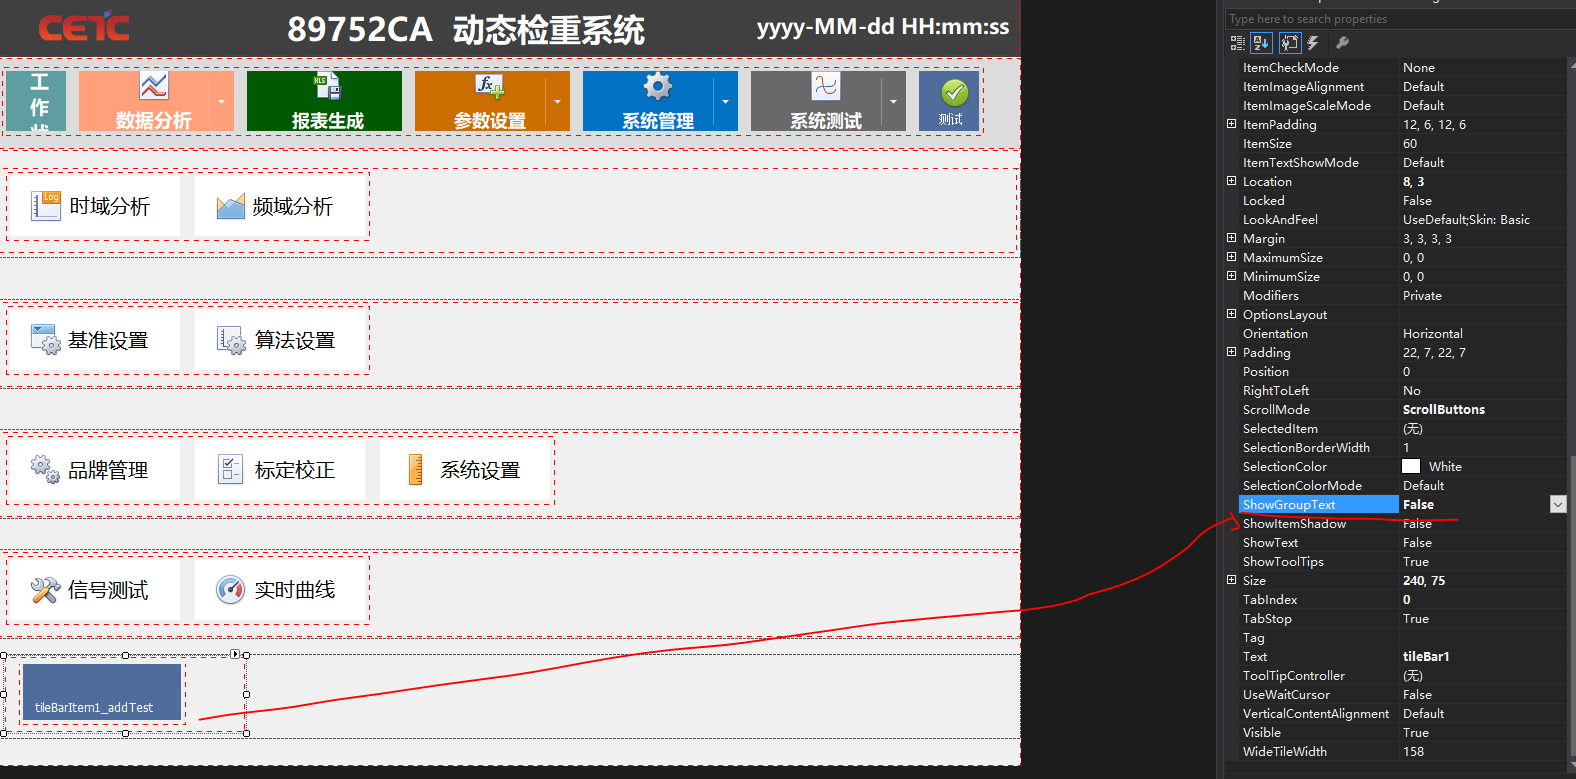 CETC
89752CA 动态检重系统
yyyy-MM-dd HH:mm:ss
工
作
数据分析
XLS
报表生成
fx
参数设置
系统管理
系统测试
测试
Log
时域分析
频域分析
基准设置
算法设置
品牌管理
标定校正
系统设置
信号测试
实时曲线
tileBarItem1_addTest
Type here to search properties
ItemCheckMode None
ItemImageAlignment Default
ItemImageScaleMode Default
ItemPadding 12, 6, 12, 6
ItemSize 60
ItemTextShowMode Default
Location 8, 3
Locked False
LookAndFeel UseDefault;Skin: Basic
Margin 3, 3, 3, 3
MaximumSize 0, 0
MinimumSize 0, 0
Modifiers Private
OptionsLayout
Orientation Horizontal
Padding 22, 7, 22, 7
Position 0
RightToLeft No
ScrollMode ScrollButtons
SelectedItem (无)
SelectionBorderWidth 1
SelectionColor White
SelectionColorMode Default
ShowGroupText False
ShowItemShadow False
ShowText False
ShowToolTips True
Size 240, 75
TabIndex 0
TabStop True
Tag
Text tileBar1
ToolTipController (无)
UseWaitCursor False
VerticalContentAlignment Default
Visible True
WideTileWidth 158